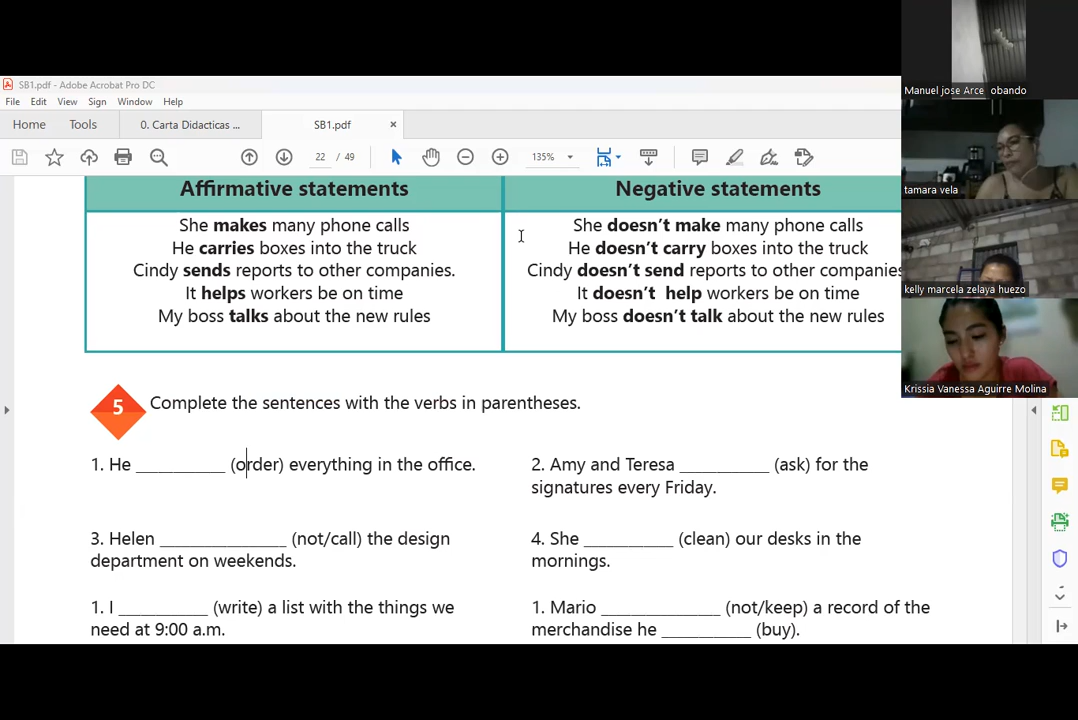 SB1.pdf - Adobe Acrobat Pro DC
File Edit View Sign Window Help
Home Tools 0. Carta Didacticas ... SB1.pdf ×
22 / 49 135%
Affirmative statements
She makes many phone calls
He carries boxes into the truck
Cindy sends reports to other companies.
It helps workers be on time
My boss talks about the new rules
Negative statements
She doesn't make many phone calls
He doesn't carry boxes into the truck
Cindy doesn't send reports to other companies
It doesn't help workers be on time
My boss doesn't talk about the new rules
5 Complete the sentences with the verbs in parentheses.
1. He __________ (order) everything in the office.
2. Amy and Teresa __________ (ask) for the
signatures every Friday.
3. Helen ______________ (not/call) the design
department on weekends.
4. She __________ (clean) our desks in the
mornings.
1. I __________ (write) a list with the things we
need at 9:00 a.m.
1. Mario _____________ (not/keep) a record of the
merchandise he __________ (buy).
Manuel jose Arce obando
tamara vela
kelly marcela zelaya huezo
Krissia Vanessa Aguirre Molina